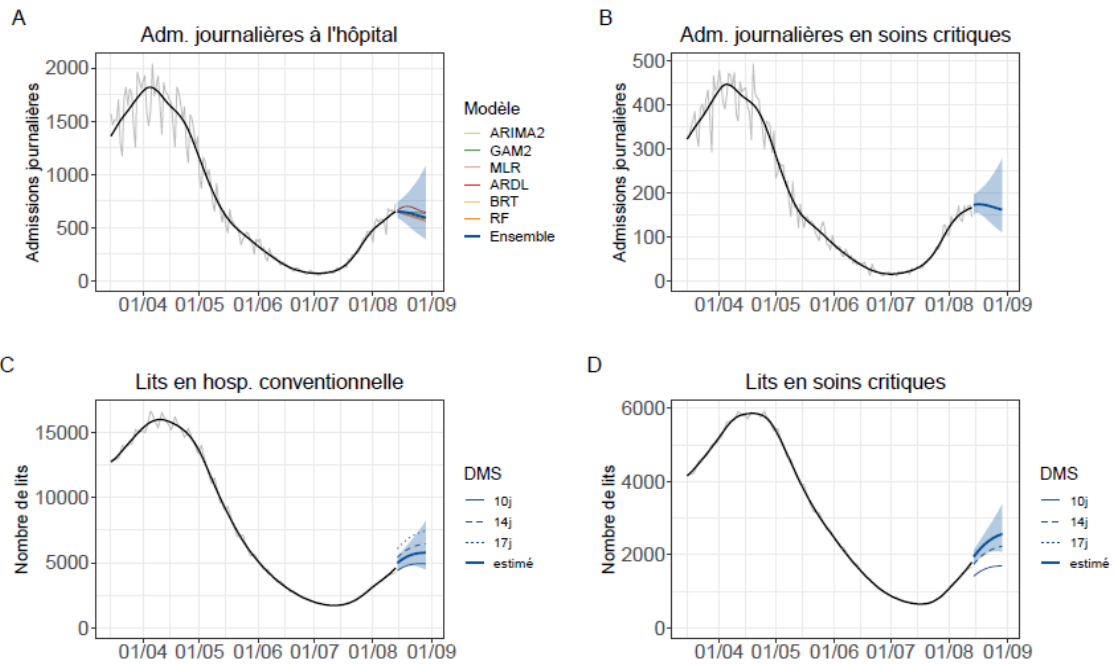 A
Adm. journalières à l'hôpital
Admissions journalières
2000
1500
1000
500
0
01/04 01/05 01/06 01/07 01/08 01/09
Modèle
ARIMA2
GAM2
MLR
ARDL
BRT
RF
Ensemble
B
Adm. journalières en soins critiques
Admissions journalières
500
400
300
200
100
0
01/04 01/05 01/06 01/07 01/08 01/09
C
Lits en hosp. conventionnelle
Nombre de lits
15000
10000
5000
0
01/04 01/05 01/06 01/07 01/08 01/09
DMS
10j
14j
17j
estimé
D
Lits en soins critiques
Nombre de lits
6000
4000
2000
0
01/04 01/05 01/06 01/07 01/08 01/09
DMS
10j
14j
17j
estimé